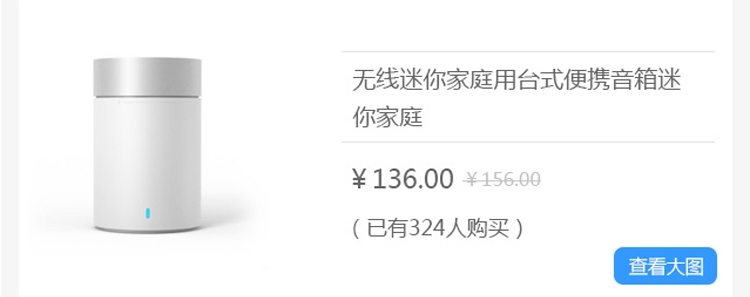 无线迷你家庭用台式便携音箱迷
你家庭
¥136.00 ¥156.00
( 已有324人购买 )
查看大图